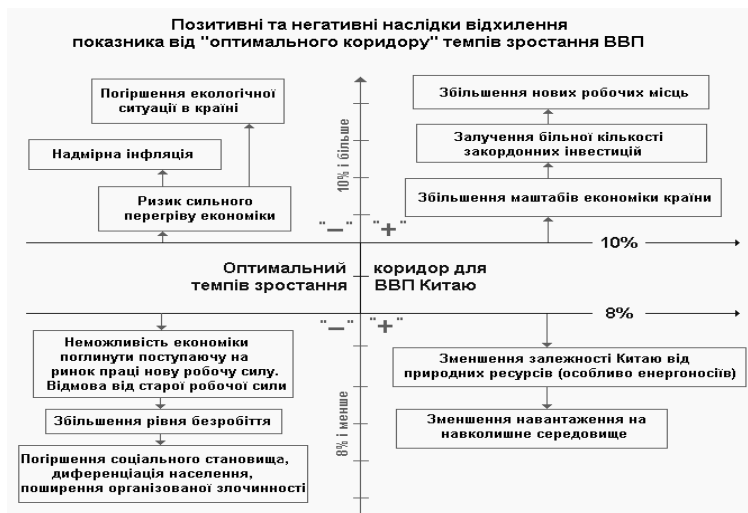 Позитивні та негативні наслідки відхилення
показника від "оптимального коридору" темпів зростання ВВП
Погіршення екологічної
ситуації в країні
Надмірна інфляція
Ризик сильного
перегріву економіки
10% і більше
Збільшення нових робочих місць
Залучення більної кількості
закордонних інвестицій
Збільшення маштабів економіки країни
"—" "+"
10%
Оптимальний коридор для
темпів зростання ВВП Китаю
8%
"—" "+"
Неможливість економіки
поглинути поступаючу на
ринок праці нову робочу силу.
Відмова від старої робочої сили
Збільшення рівня безробіття
Погіршення соціального становища,
диференціація населення,
поширення організованої злочинності
8% і менше
Зменшення залежності Китаю від
природних ресурсів (особливо енергоносіїв)
Зменшення навантаження на
навколишне середовище